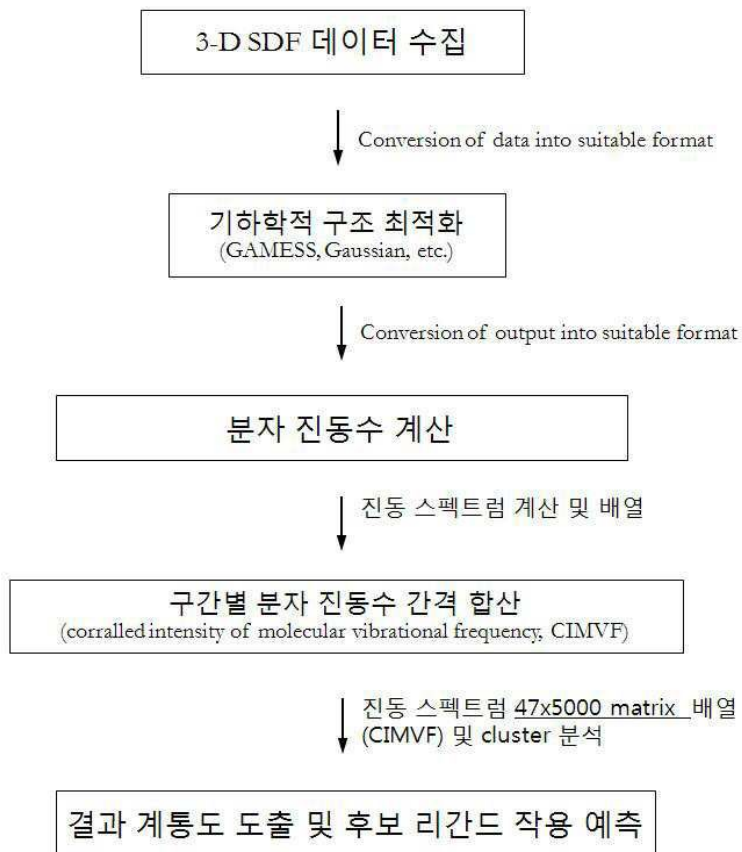 3-D SDF 데이터 수집
Conversion of data into suitable format
기하학적 구조 최적화
(GAMESS, Gaussian, etc.)
Conversion of output into suitable format
분자 진동수 계산
진동 스펙트럼 계산 및 배열
구간별 분자 진동수 간격 합산
(corralled intensity of molecular vibrational frequency, CIMVF)
진동 스펙트럼 47x5000 matrix 배열
(CIMVF) 및 cluster 분석
결과 계통도 도출 및 후보 리간드 작용 예측